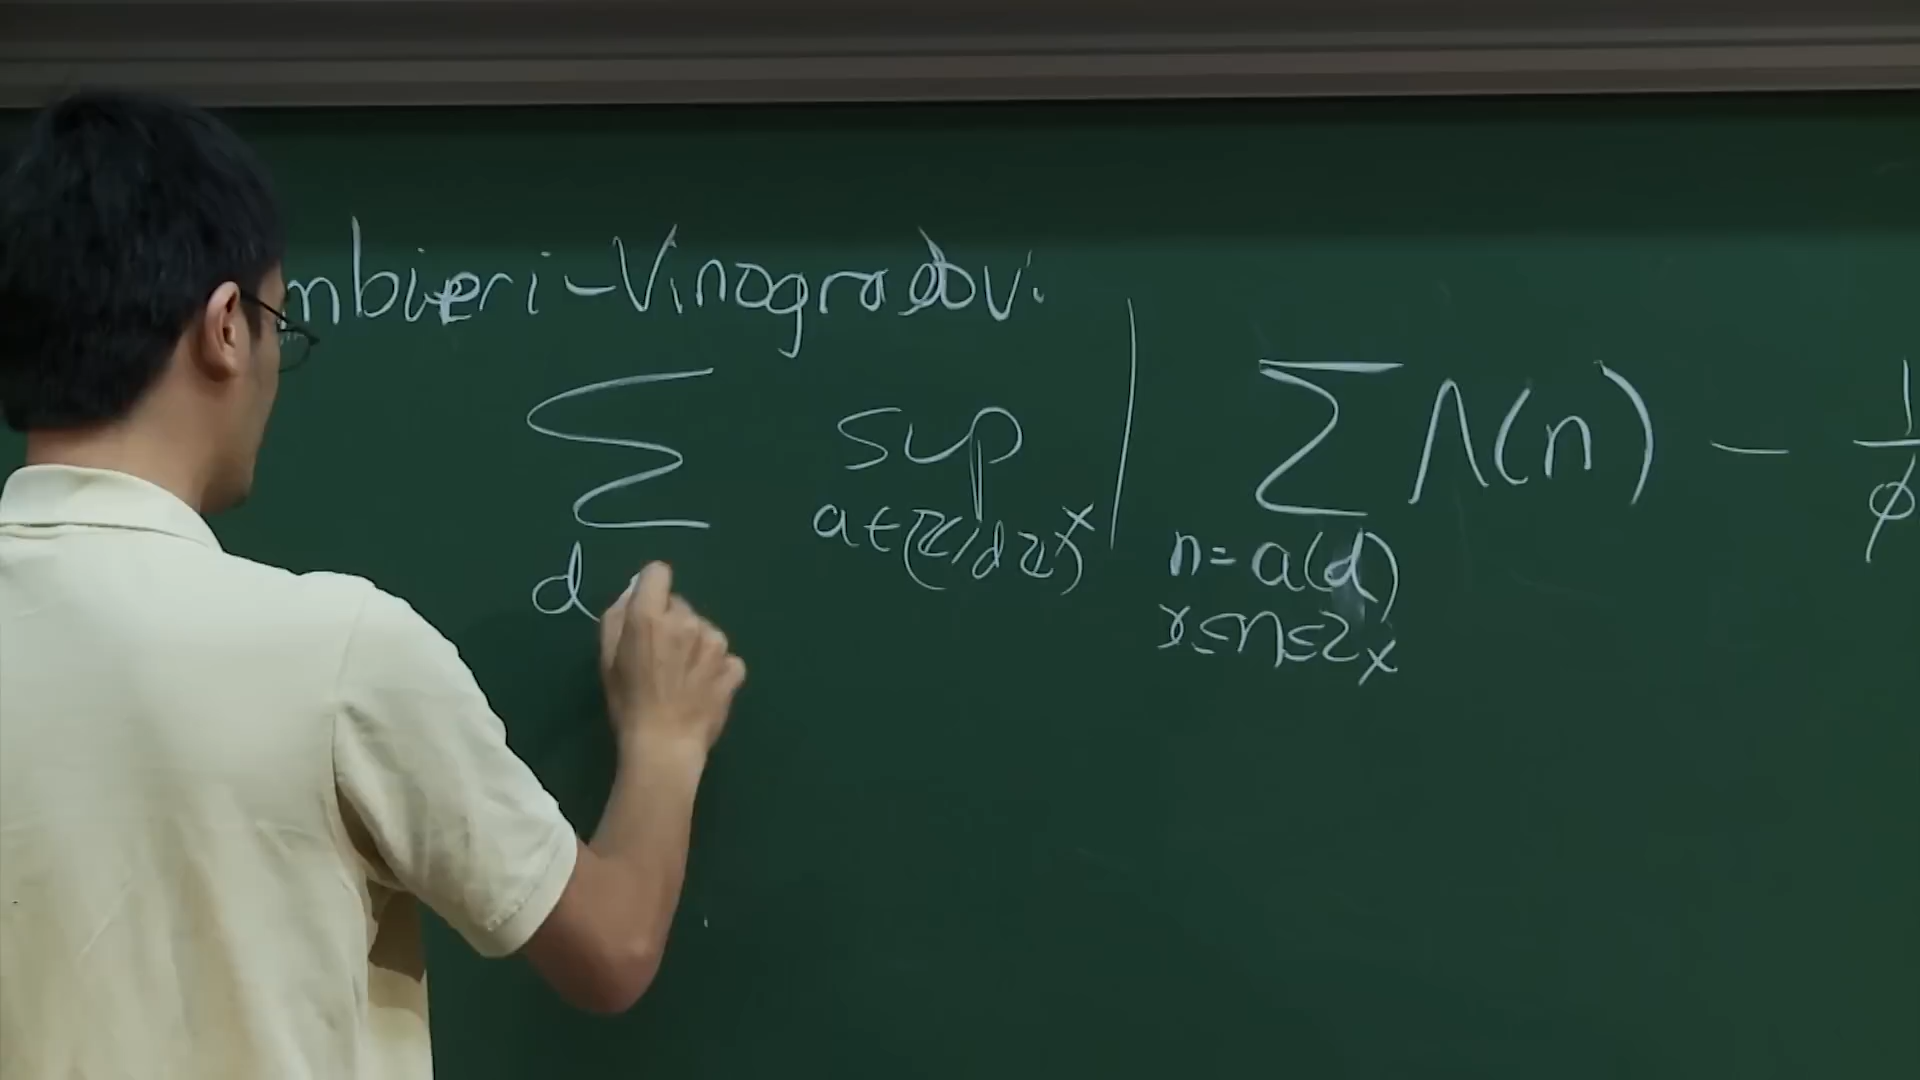 mbieri-Vinogradov:
∑ sup | ∑ Λ(n) - 1/φ
d a∈(ℤ/dℤ)^× n=a(d)
x≤n≤2x